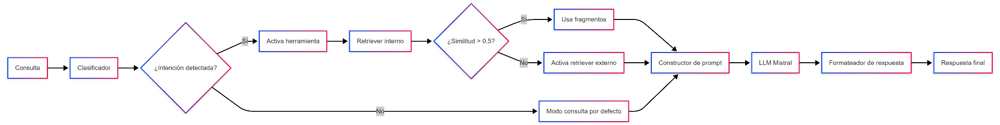 Consulta
Clasificador
¿Intención detectada?
Sí
Activa herramienta
Retriever interno
¿Similitud > 0.5?
Sí
Usa fragmentos
No
Activa retriever externo
No
Modo consulta por defecto
Constructor de prompt
LLM Mistral
Formateador de respuesta
Respuesta final